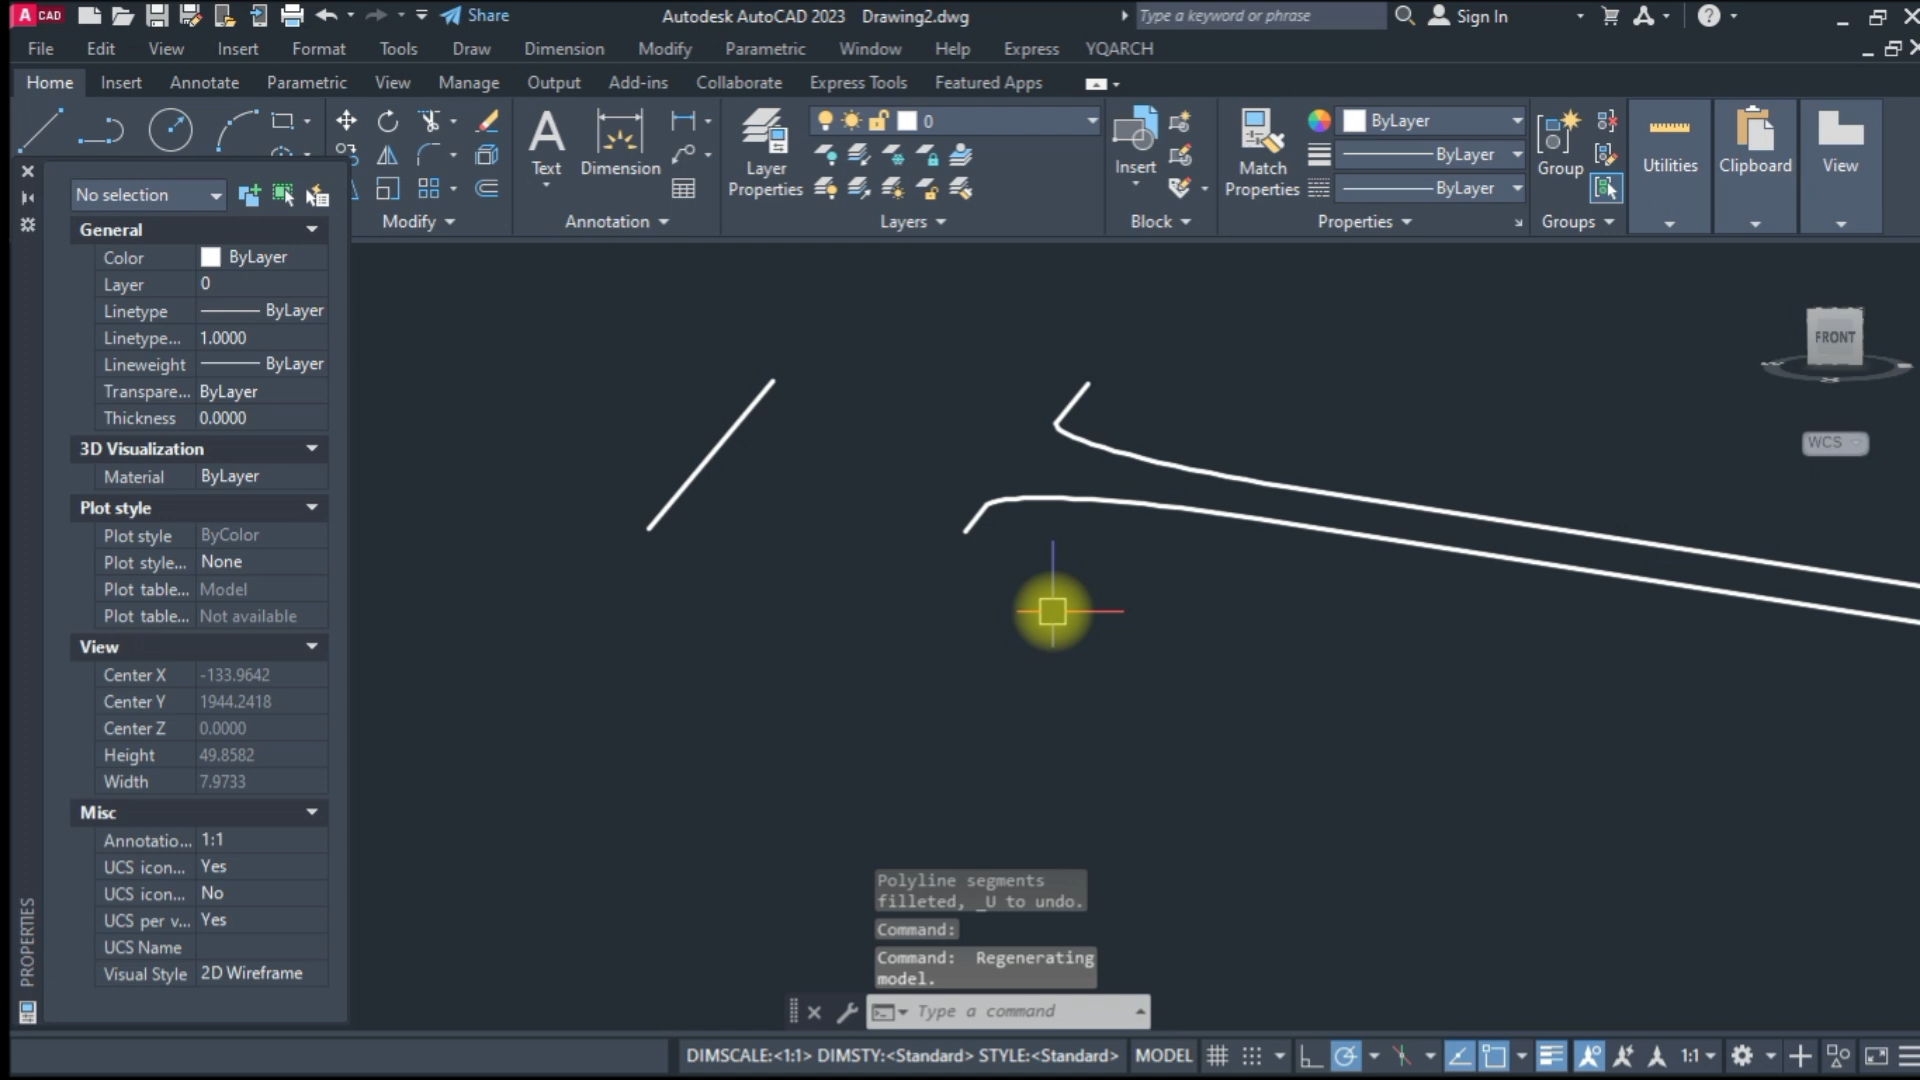 A CAD Share Autodesk AutoCAD 2023 Drawing2.dwg Type a keyword or phrase Sign In
File Edit View Insert Format Tools Draw Dimension Modify Parametric Window Help Express YQARCH
Home Insert Annotate Parametric View Manage Output Add-ins Collaborate Express Tools Featured Apps
0 ByLayer
ByLayer
Text Dimension Layer Properties Insert Match Properties Group Utilities Clipboard View
ByLayer
Modify Annotation Layers Block Properties Groups
No selection
General
Color ByLayer
Layer 0
Linetype ByLayer
Linetype... 1.0000
Lineweight ByLayer
Transpare... ByLayer
Thickness 0.0000
3D Visualization
Material ByLayer
Plot style
Plot style ByColor
Plot style... None
Plot table... Model
Plot table... Not available
View
Center X -133.9642
Center Y 1944.2418
Center Z 0.0000
Height 49.8582
Width 7.9733
Misc
Annotatio... 1:1
UCS icon... Yes
UCS icon... No
UCS per v... Yes
UCS Name
Visual Style 2D Wireframe
PROPERTIES
FRONT
WCS
Polyline segments
filleted, _U to undo.
Command:
Command: Regenerating
model.
Type a command
DIMSCALE:<1:1> DIMSTY:<Standard> STYLE:<Standard> MODEL 1:1